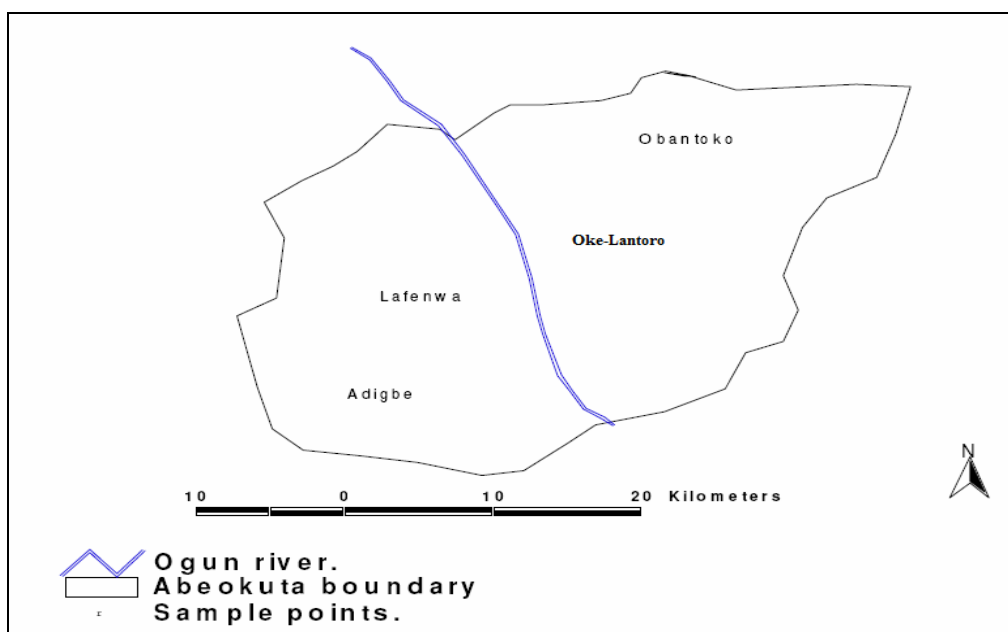 Obantoko
Oke-Lantoro
Lafenwa
Adigbe
N
10 0 10 20 Kilometers
Ogun river.
Abeokuta boundary
r Sample points.